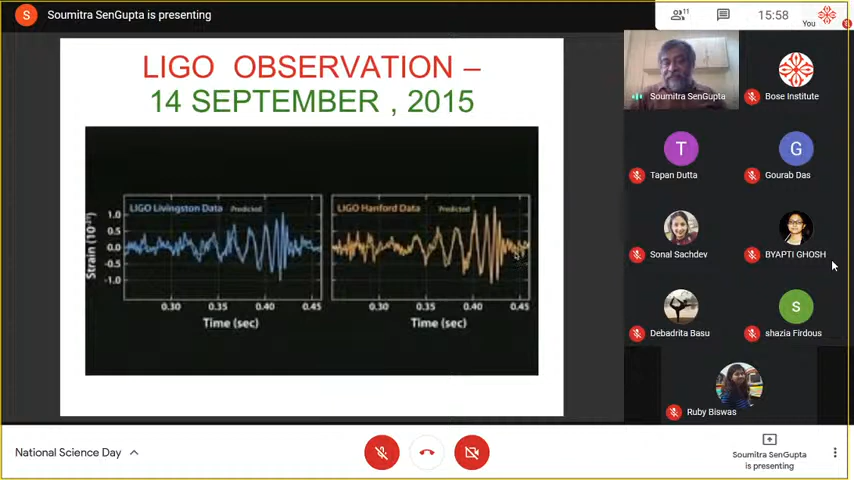 S Soumitra SenGupta is presenting
11
15:58
You
LIGO OBSERVATION –
14 SEPTEMBER , 2015
LIGO Livingston Data Predicted
LIGO Hanford Data Predicted
Strain
1.0
0.5
0.0
-0.5
-1.0
0.30 0.35 0.40 0.45
0.30 0.35 0.40 0.45
Time (sec)
Time (sec)
Soumitra SenGupta
Bose Institute
T
Tapan Dutta
G
Gourab Das
Sonal Sachdev
BYAPTI GHOSH
Debadrita Basu
S
shazia Firdous
Ruby Biswas
National Science Day
Soumitra SenGupta
is presenting